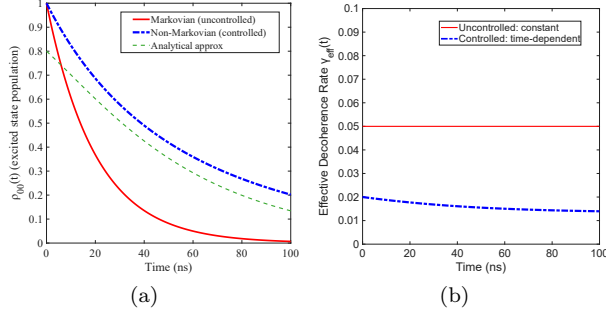 Markovian (uncontrolled)
Non-Markovian (controlled)
Analytical approx
ρ00(t) (excited state population)
1
0.9
0.8
0.7
0.6
0.5
0.4
0.3
0.2
0.1
0
0 20 40 60 80 100
Time (ns)
(a)
Uncontrolled: constant
Controlled: time-dependent
Effective Decoherence Rate γeff(t)
0.1
0.09
0.08
0.07
0.06
0.05
0.04
0.03
0.02
0.01
0
0 20 40 60 80 100
Time (ns)
(b)